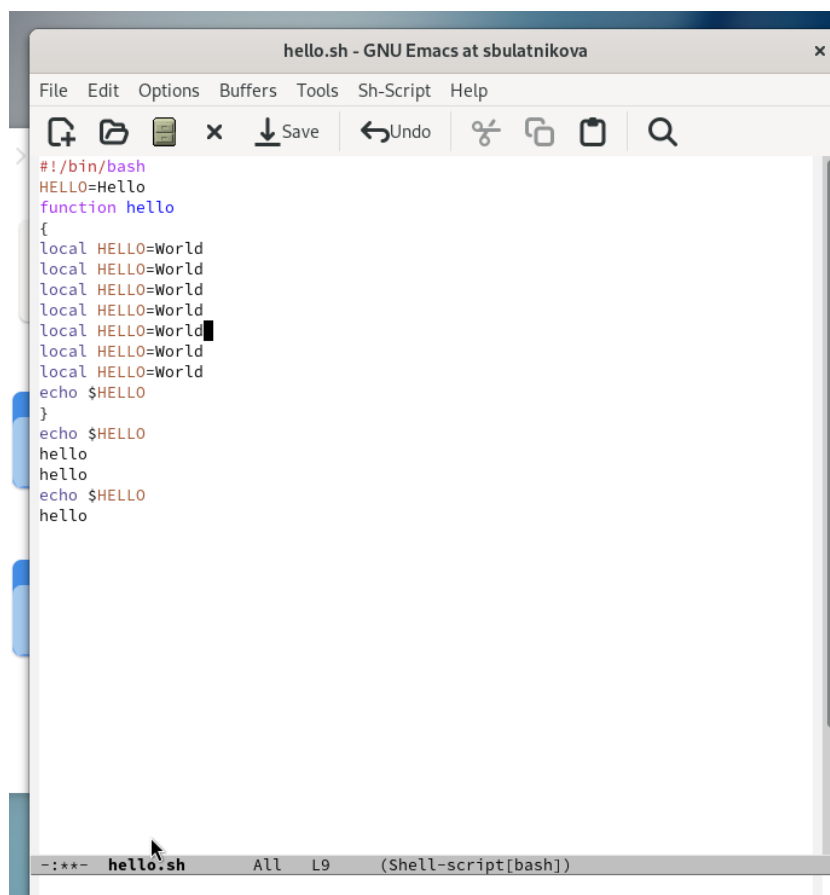 hello.sh - GNU Emacs at sbulatnikova ×
File Edit Options Buffers Tools Sh-Script Help
Save Undo
#!/bin/bash
HELLO=Hello
function hello
{
local HELLO=World
local HELLO=World
local HELLO=World
local HELLO=World
local HELLO=World
local HELLO=World
local HELLO=World
echo $HELLO
}
echo $HELLO
hello
hello
echo $HELLO
hello
-:**- hello.sh All L9 (Shell-script[bash])